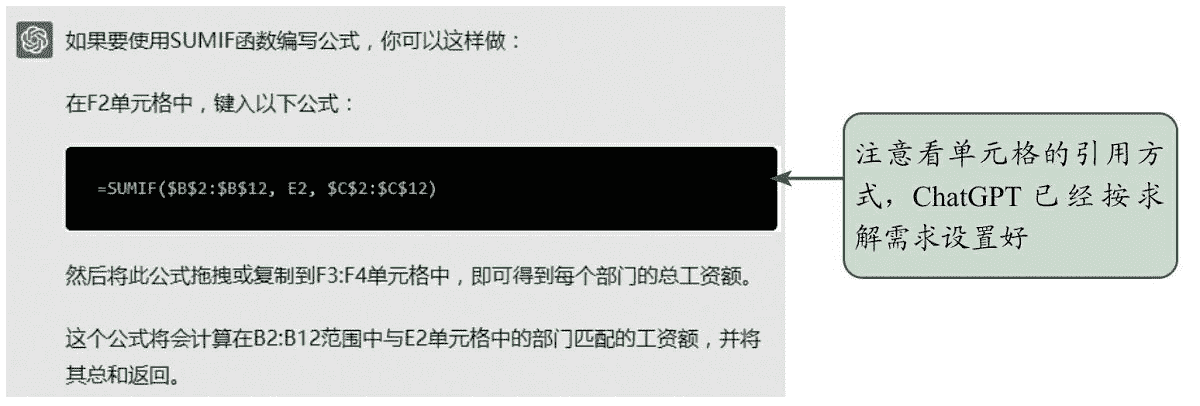 如果要使用SUMIF函数编写公式，你可以这样做：
在F2单元格中，键入以下公式：
=SUMIF($B$2:$B$12, E2, $C$2:$C$12)
然后将此公式拖拽或复制到F3:F4单元格中，即可得到每个部门的总工资额。
这个公式将会计算在B2:B12范围中与E2单元格中的部门匹配的工资额，并将
其总和返回。
注意看单元格的引用方
式，ChatGPT 已经按求
解需求设置好